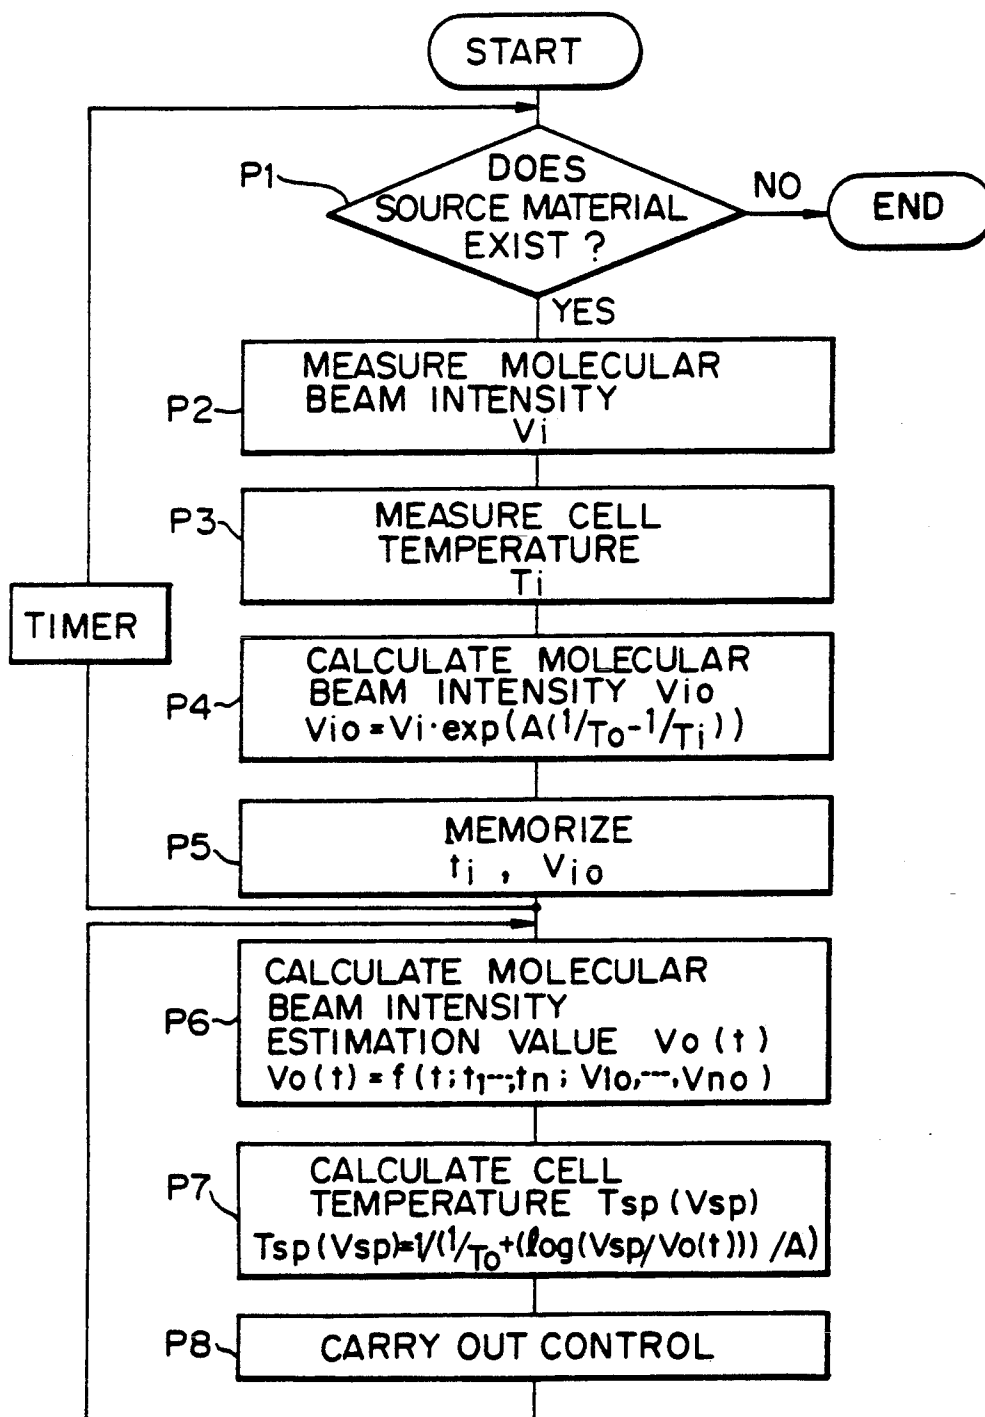 START
P1
DOES
SOURCE MATERIAL
EXIST ?
NO
END
YES
P2
MEASURE MOLECULAR
BEAM INTENSITY
Vi
P3
MEASURE CELL
TEMPERATURE
Ti
TIMER
P4
CALCULATE MOLECULAR
BEAM INTENSITY Vio
Vio = Vi·exp(A(1/To-1/Ti))
P5
MEMORIZE
ti , Vio
P6
CALCULATE MOLECULAR
BEAM INTENSITY
ESTIMATION VALUE Vo(t)
Vo(t) = f(t; t1---; tn; V1o,---, Vno)
P7
CALCULATE CELL
TEMPERATURE Tsp(Vsp)
Tsp(Vsp)=1/(1/To+(log(Vsp/Vo(t)))/A)
P8
CARRY OUT CONTROL